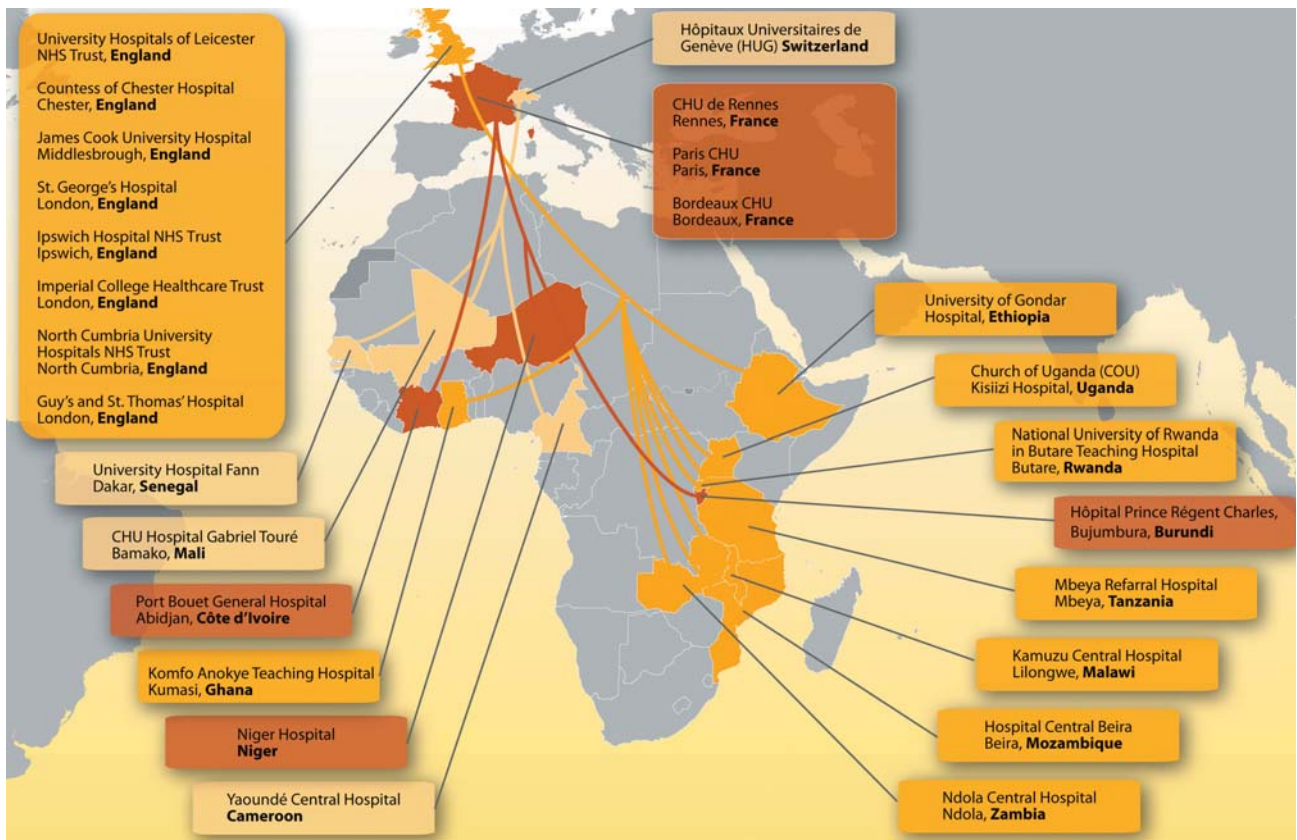 University Hospitals of Leicester
NHS Trust, England
Countess of Chester Hospital
Chester, England
James Cook University Hospital
Middlesbrough, England
St. George's Hospital
London, England
Ipswich Hospital NHS Trust
Ipswich, England
Imperial College Healthcare Trust
London, England
North Cumbria University
Hospitals NHS Trust
North Cumbria, England
Guy's and St. Thomas' Hospital
London, England
University Hospital Fann
Dakar, Senegal
CHU Hospital Gabriel Touré
Bamako, Mali
Port Bouet General Hospital
Abidjan, Côte d'Ivoire
Komfo Anokye Teaching Hospital
Kumasi, Ghana
Niger Hospital
Niger
Yaoundé Central Hospital
Cameroon
Hôpitaux Universitaires de
Genève (HUG) Switzerland
CHU de Rennes
Rennes, France
Paris CHU
Paris, France
Bordeaux CHU
Bordeaux, France
University of Gondar
Hospital, Ethiopia
Church of Uganda (COU)
Kisiizi Hospital, Uganda
National University of Rwanda
in Butare Teaching Hospital
Butare, Rwanda
Hôpital Prince Régent Charles,
Bujumbura, Burundi
Mbeya Refarral Hospital
Mbeya, Tanzania
Kamuzu Central Hospital
Lilongwe, Malawi
Hospital Central Beira
Beira, Mozambique
Ndola Central Hospital
Ndola, Zambia